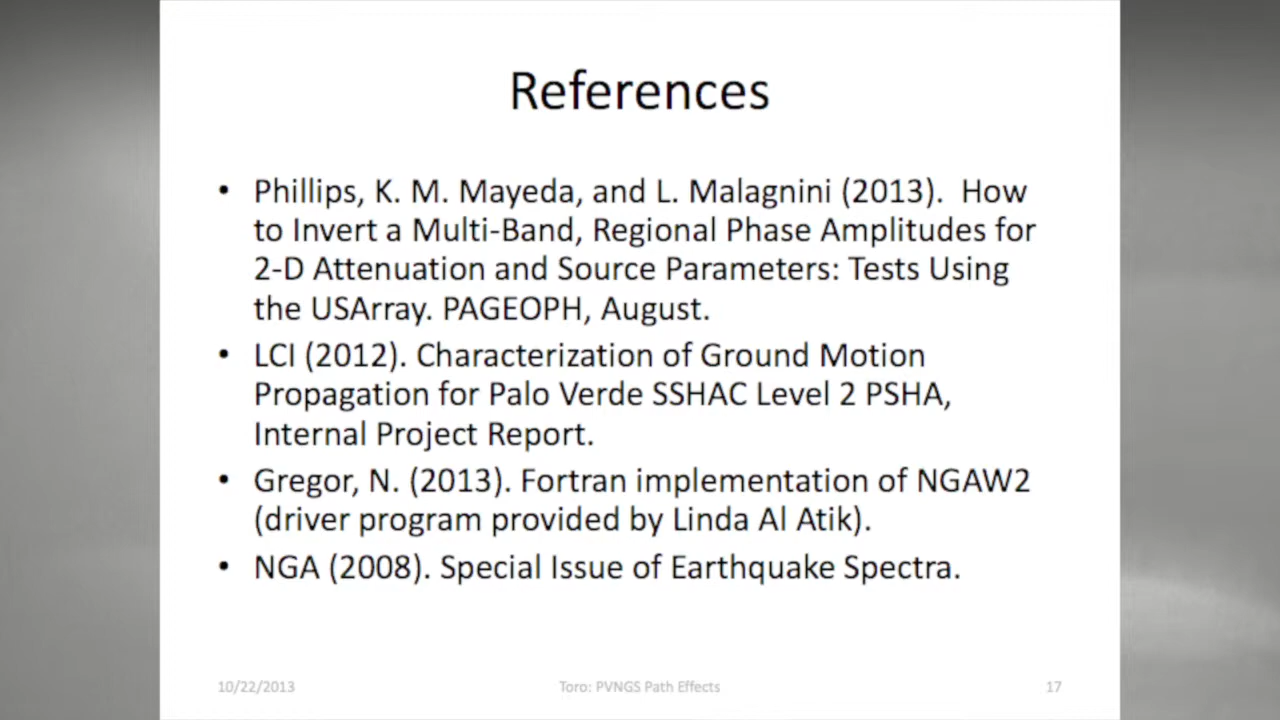 References
• Phillips, K. M. Mayeda, and L. Malagnini (2013).  How
to Invert a Multi-Band, Regional Phase Amplitudes for
2-D Attenuation and Source Parameters: Tests Using
the USArray. PAGEOPH, August.
• LCI (2012). Characterization of Ground Motion
Propagation for Palo Verde SSHAC Level 2 PSHA,
Internal Project Report.
• Gregor, N. (2013). Fortran implementation of NGAW2
(driver program provided by Linda Al Atik).
• NGA (2008). Special Issue of Earthquake Spectra.
10/22/2013
Toro: PVNGS Path Effects
17